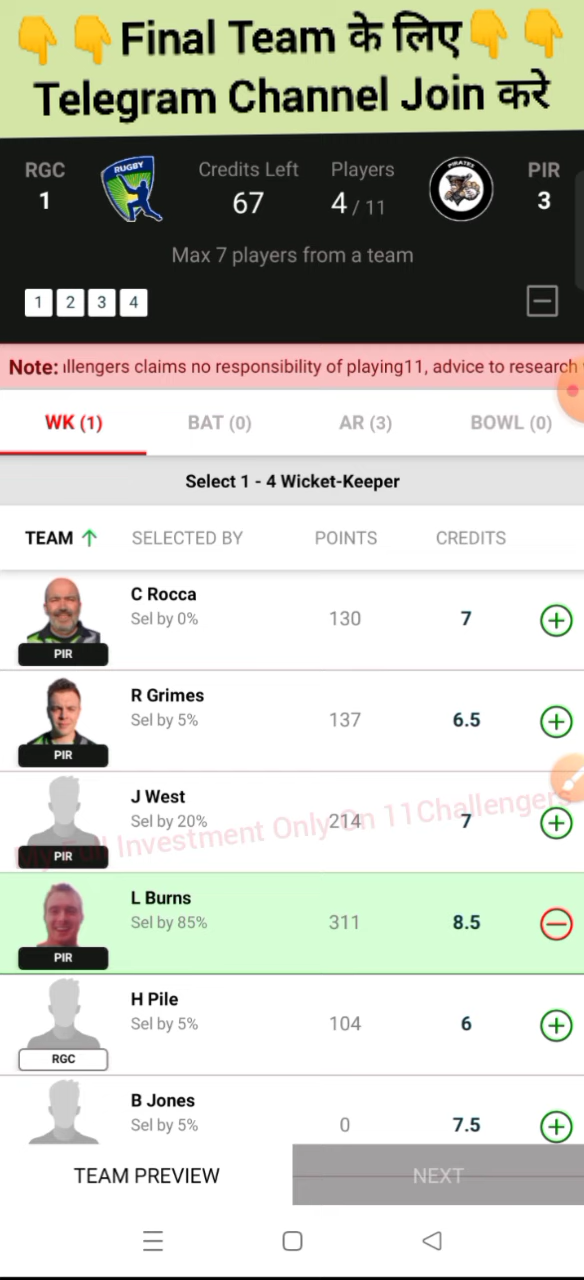 👇👇Final Team के लिए👇👇
Telegram Channel Join करे
RGC Credits Left Players PIR
1 RUGBY 67 4 / 11 PIRATES 3
Max 7 players from a team
1 2 3 4
Note: illengers claims no responsibility of playing11, advice to research
WK (1) BAT (0) AR (3) BOWL (0)
Select 1 - 4 Wicket-Keeper
TEAM ↑ SELECTED BY POINTS CREDITS
C Rocca
Sel by 0% 130 7
PIR
R Grimes
Sel by 5% 137 6.5
PIR
J West
Sel by 20% 214 7
My Full Investment Only On 11Challengers
PIR
L Burns
Sel by 85% 311 8.5
PIR
H Pile
Sel by 5% 104 6
RGC
B Jones
Sel by 5% 0 7.5
TEAM PREVIEW NEXT